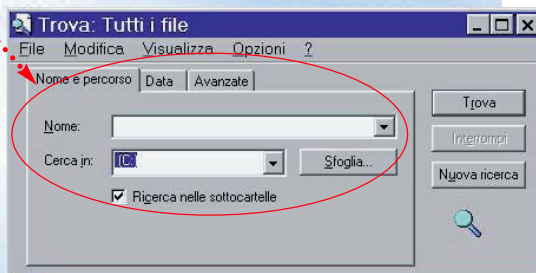 Trova: Tutti i file
File Modifica Visualizza Opzioni ?
Nome e percorso Data Avanzate
Nome:
Cerca in: (C:)
Sfoglia...
Ricerca nelle sottocartelle
Trova
Interrompi
Nuova ricerca